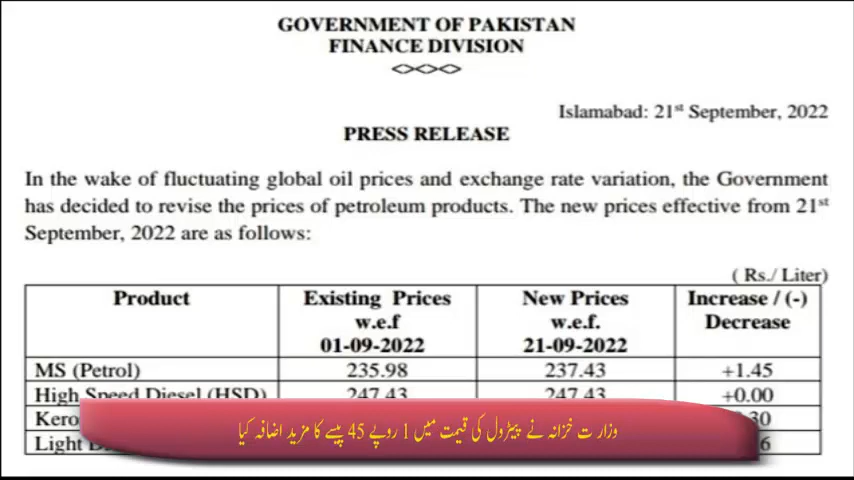 GOVERNMENT OF PAKISTAN
FINANCE DIVISION
Islamabad: 21st September, 2022
PRESS RELEASE
In the wake of fluctuating global oil prices and exchange rate variation, the Government
has decided to revise the prices of petroleum products. The new prices effective from 21st
September, 2022 are as follows:
( Rs./ Liter)
Product Existing Prices w.e.f 01-09-2022 New Prices w.e.f. 21-09-2022 Increase / (-) Decrease
MS (Petrol) 235.98 237.43 +1.45
High Speed Diesel (HSD) 247.43 247.43 +0.00
Light
وزارت خزانہ نے پیٹرول کی قیمت میں 1 روپے 45 پیسے کا مزید اضافہ کیا